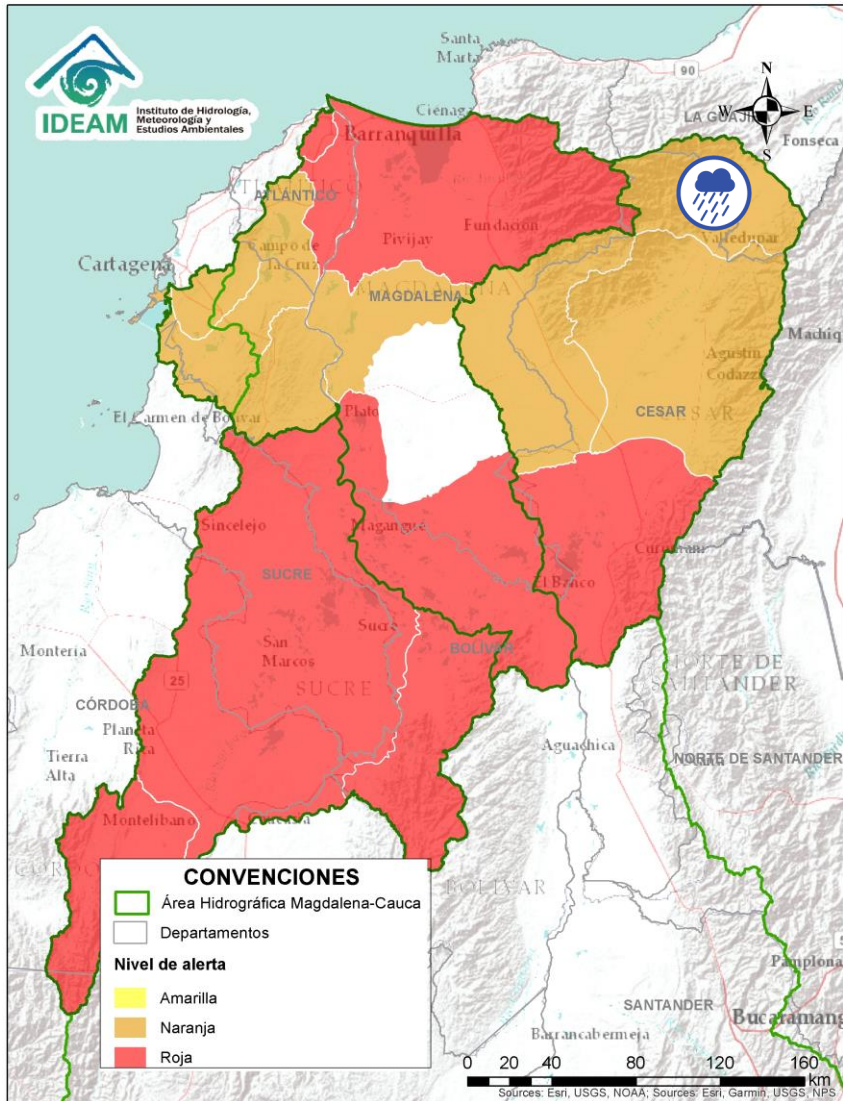 IDEAM
Instituto de Hidrología,
Meteorología y
Estudios Ambientales
Santa
Marta
90
N
W
E
S
LA GUAJI
Ciénaga
Fonseca
Barranquilla
ATLÁNTICO
Fundación
Pivijay
Valledupar
Campo de
la Cruz
Cartagena
MAGDALENA
Machiq
Agustín
Codazzi
CESAR
CESAR
El Carmen de Bolívar
Plato
Sincelejo
Magangué
Curumaní
El Banco
SUCRE
Sucre
Montería
San
Marcos
BOLÍVAR
NORTE DE
SANTANDER
25
SUCRE
CÓRDOBA
Planeta
Rica
Aguachica
Tierra
Alta
NORTE DE SANTANDER
Montelíbano
BOLÍVAR
CONVENCIONES
Área Hidrográfica Magdalena-Cauca
Departamentos
Nivel de alerta
Amarilla
Naranja
Roja
Pamplona
SANTANDER
Bucaramang
Barrancabermeja
0 20 40 80 120 160
km
Sources: Esri, USGS, NOAA; Sources: Esri, Garmin, USGS, NPS